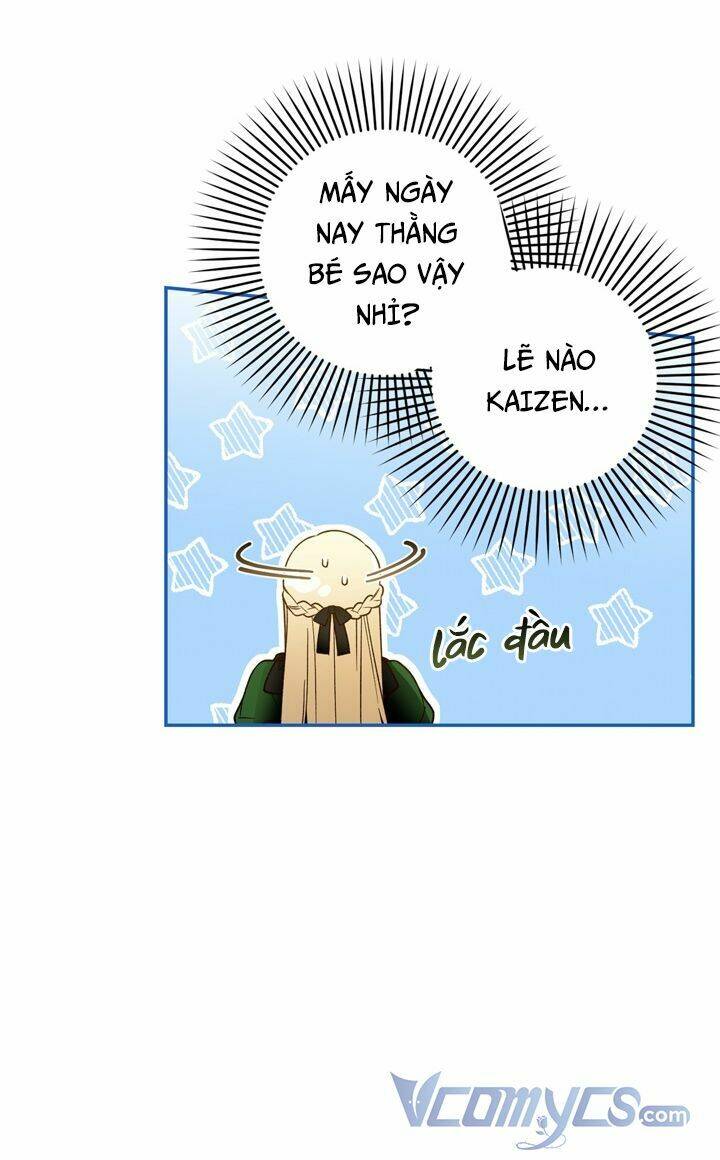 MẤY NGÀY
NAY THẰNG
BÉ SAO VẬY
NHỈ?
LẼ NÀO
KAIZEN...
lắc đầu
VCOMYCS.com